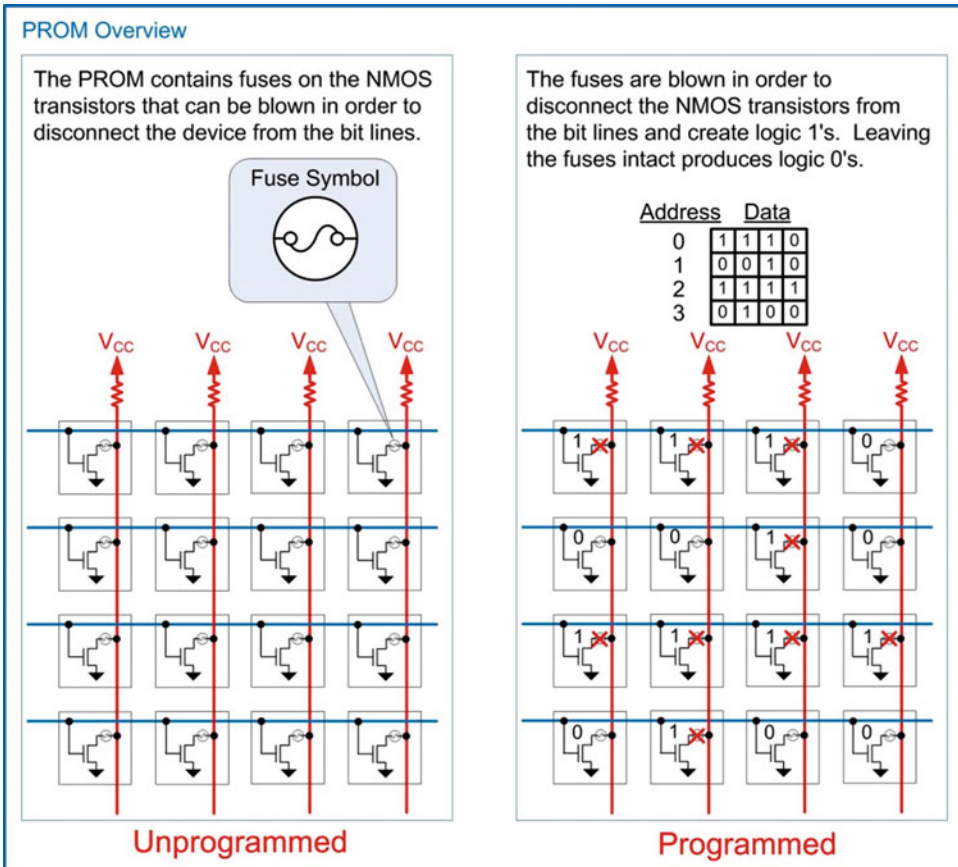 PROM Overview
The PROM contains fuses on the NMOS
transistors that can be blown in order to
disconnect the device from the bit lines.
Fuse Symbol
VCC VCC VCC VCC
Unprogrammed
The fuses are blown in order to
disconnect the NMOS transistors from
the bit lines and create logic 1's. Leaving
the fuses intact produces logic 0's.
Address Data
0 1 1 1 0
1 0 0 1 0
2 1 1 1 1
3 0 1 0 0
VCC VCC VCC VCC
1 1 1 0
0 0 1 0
1 1 1 1
0 1 0 0
Programmed